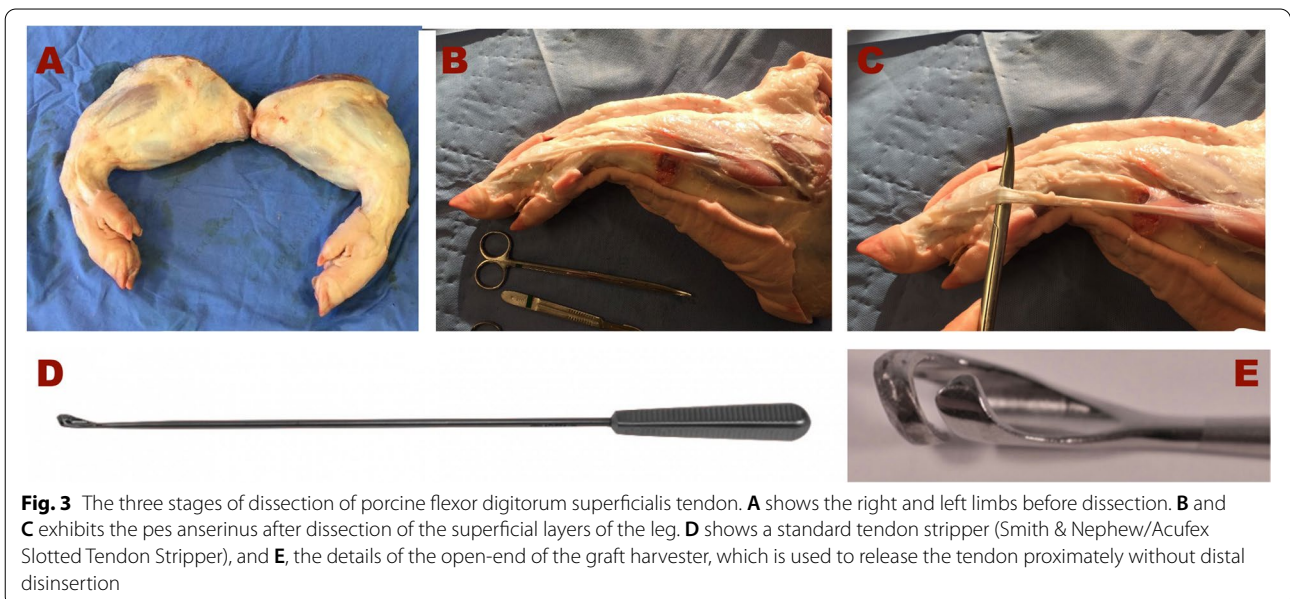 A
B
C
D
E
Fig. 3 The three stages of dissection of porcine flexor digitorum superficialis tendon. A shows the right and left limbs before dissection. B and
C exhibits the pes anserinus after dissection of the superficial layers of the leg. D shows a standard tendon stripper (Smith & Nephew/Acufex
Slotted Tendon Stripper), and E, the details of the open-end of the graft harvester, which is used to release the tendon proximately without distal
disinsertion